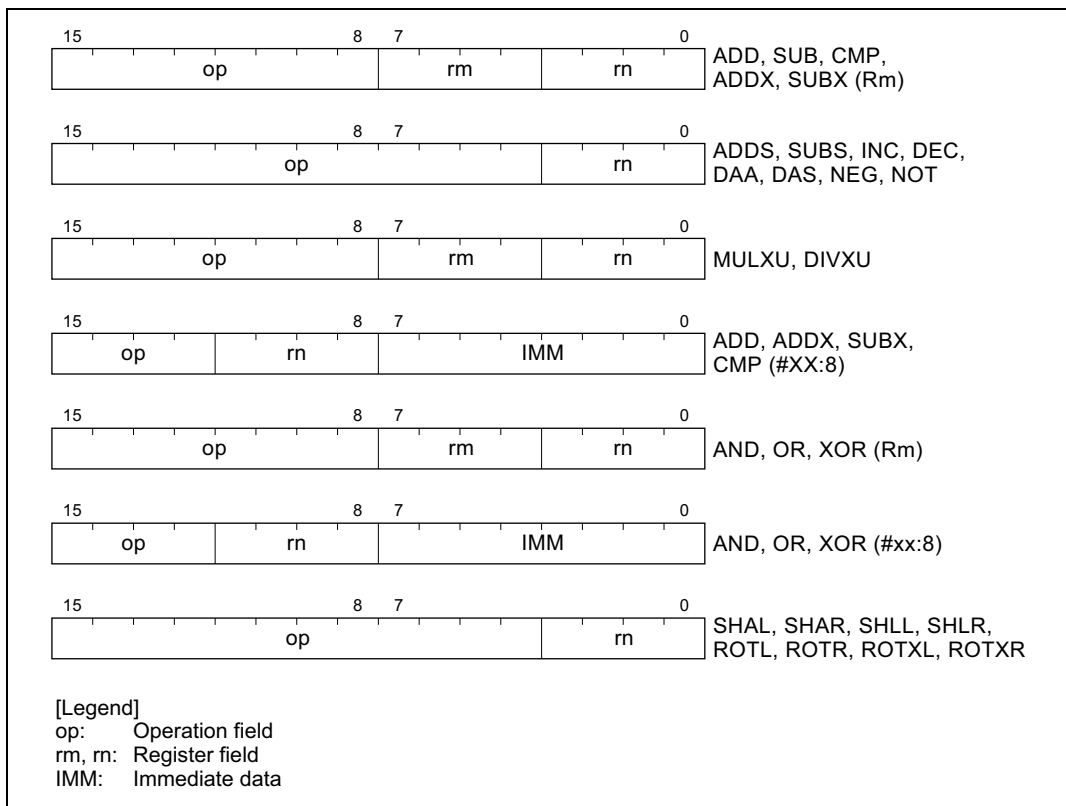 15 8 7 0
op rm rn
ADD, SUB, CMP,
ADDX, SUBX (Rm)
15 8 7 0
op rn
ADDS, SUBS, INC, DEC,
DAA, DAS, NEG, NOT
15 8 7 0
op rm rn
MULXU, DIVXU
15 8 7 0
op rn IMM
ADD, ADDX, SUBX,
CMP (#XX:8)
15 8 7 0
op rm rn
AND, OR, XOR (Rm)
15 8 7 0
op rn IMM
AND, OR, XOR (#xx:8)
15 8 7 0
op rn
SHAL, SHAR, SHLL, SHLR,
ROTL, ROTR, ROTXL, ROTXR
[Legend]
op: Operation field
rm, rn: Register field
IMM: Immediate data